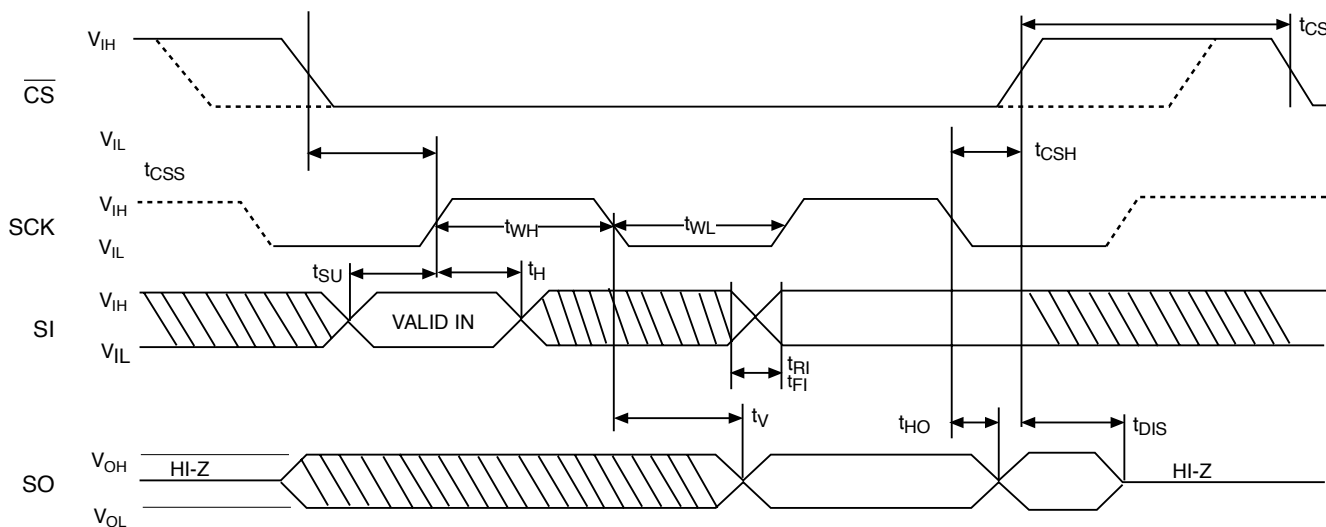 V_IH
t_CS
C̅S̅
V_IL
t_CSS
t_CSH
V_IH
SCK
t_WH
t_WL
V_IL
t_SU
t_H
V_IH
SI
VALID IN
V_IL
t_RI
t_FI
t_V
t_HO
t_DIS
V_OH
HI-Z
HI-Z
SO
V_OL